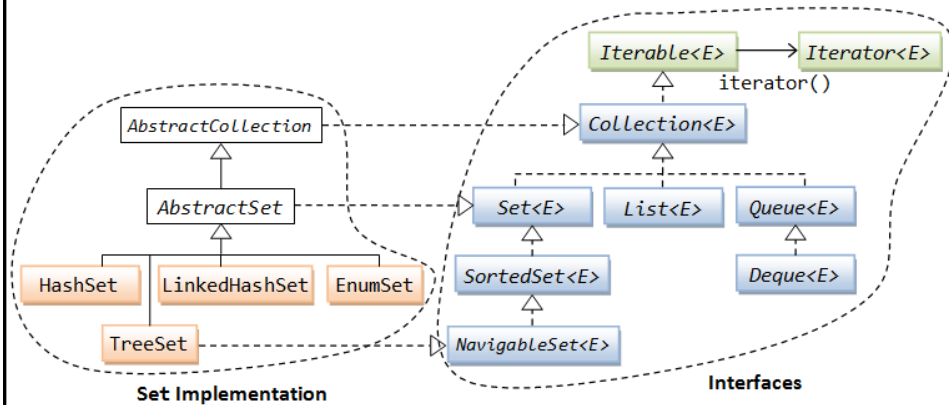 Iterable<E>
Iterator<E>
iterator()
AbstractCollection
Collection<E>
AbstractSet
Set<E>
List<E>
Queue<E>
HashSet
LinkedHashSet
EnumSet
SortedSet<E>
Deque<E>
TreeSet
NavigableSet<E>
Set Implementation
Interfaces